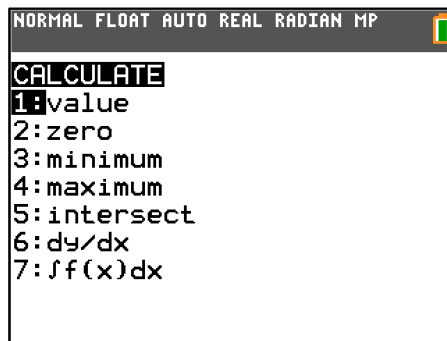 NORMAL FLOAT AUTO REAL RADIAN MP
CALCULATE
1:value
2:zero
3:minimum
4:maximum
5:intersect
6:dy/dx
7:∫f(x)dx